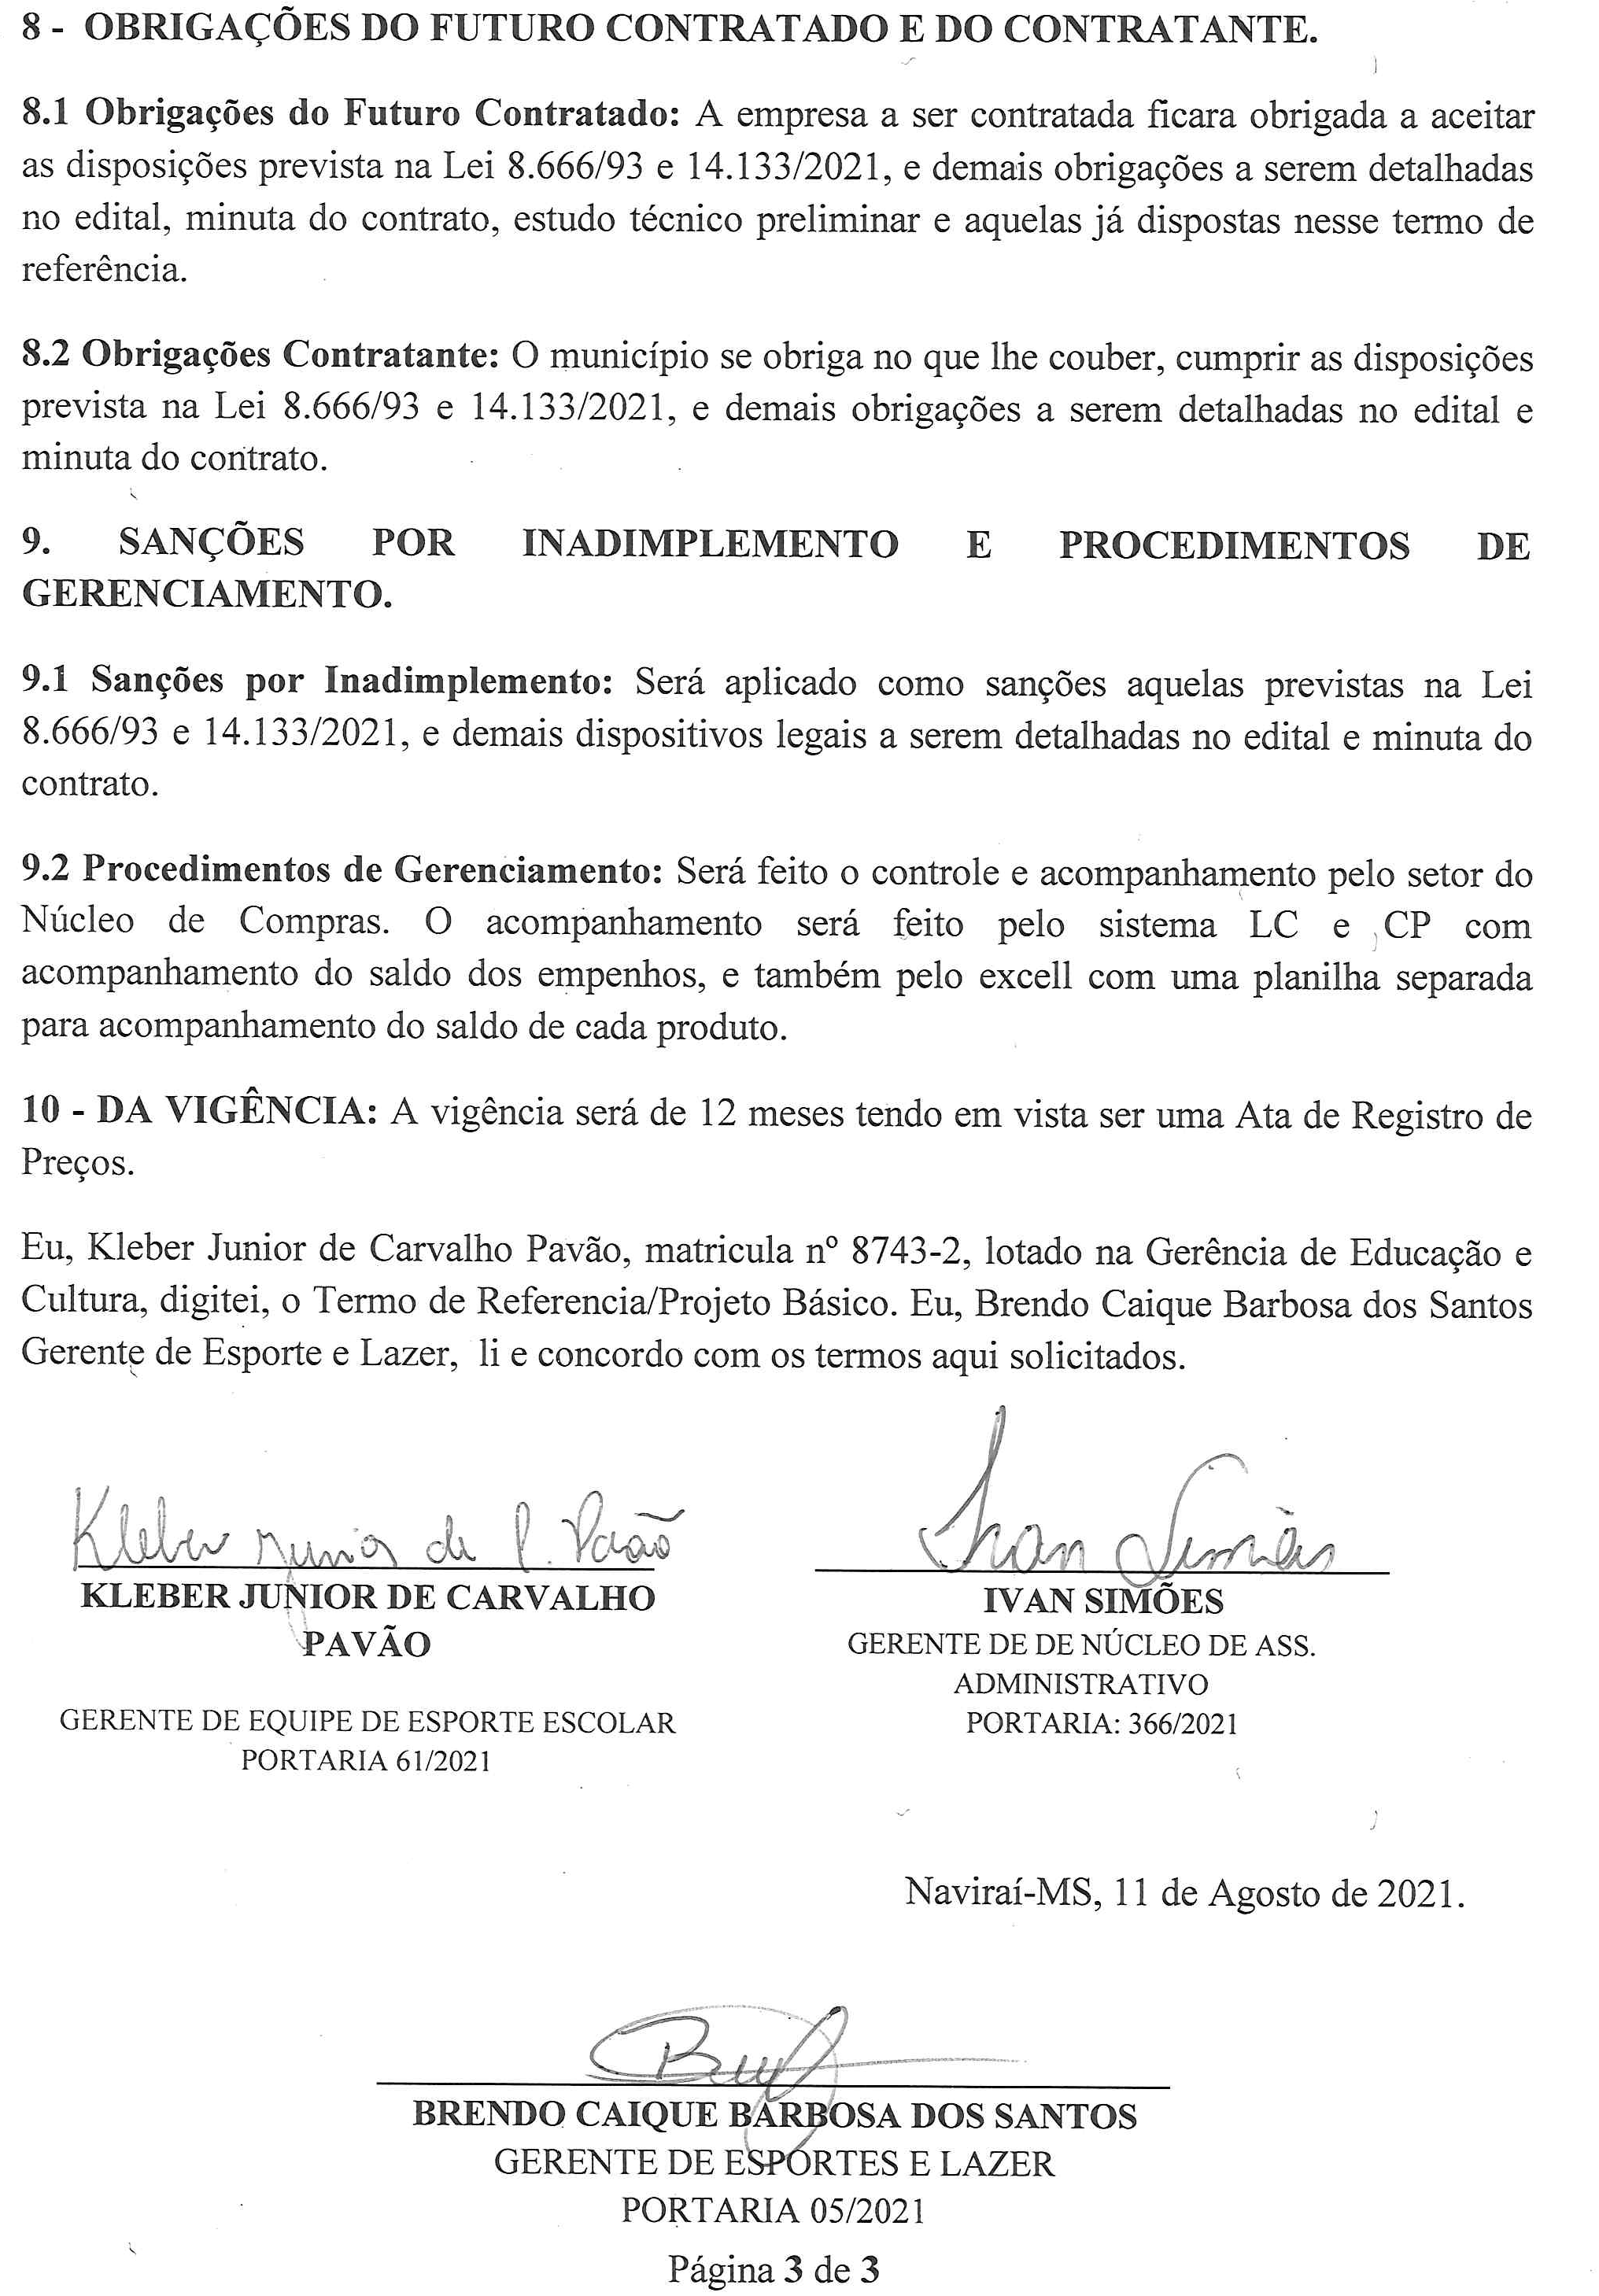 8 - OBRIGAÇÕES DO FUTURO CONTRATADO E DO CONTRATANTE.
8.1 Obrigações do Futuro Contratado: A empresa a ser contratada ficara obrigada a aceitar
as disposições prevista na Lei 8.666/93 e 14.133/2021, e demais obrigações a serem detalhadas
no edital, minuta do contrato, estudo técnico preliminar e aquelas já dispostas nesse termo de
referência.
8.2 Obrigações Contratante: O município se obriga no que lhe couber, cumprir as disposições
prevista na Lei 8.666/93 e 14.133/2021, e demais obrigações a serem detalhadas no edital e
minuta do contrato.
9. SANÇÕES POR INADIMPLEMENTO E PROCEDIMENTOS DE
GERENCIAMENTO.
9.1 Sanções por Inadimplemento: Será aplicado como sanções aquelas previstas na Lei
8.666/93 e 14.133/2021, e demais dispositivos legais a serem detalhadas no edital e minuta do
contrato.
9.2 Procedimentos de Gerenciamento: Será feito o controle e acompanhamento pelo setor do
Núcleo de Compras. O acompanhamento será feito pelo sistema LC e CP com
acompanhamento do saldo dos empenhos, e também pelo excell com uma planilha separada
para acompanhamento do saldo de cada produto.
10 - DA VIGÊNCIA: A vigência será de 12 meses tendo em vista ser uma Ata de Registro de
Preços.
Eu, Kleber Junior de Carvalho Pavão, matricula nº 8743-2, lotado na Gerência de Educação e
Cultura, digitei, o Termo de Referencia/Projeto Básico. Eu, Brendo Caique Barbosa dos Santos
Gerente de Esporte e Lazer, li e concordo com os termos aqui solicitados.
Kleber Junior de C. Pavão
KLEBER JUNIOR DE CARVALHO
PAVÃO
GERENTE DE EQUIPE DE ESPORTE ESCOLAR
PORTARIA 61/2021
Ivan Simões
IVAN SIMÕES
GERENTE DE DE NÚCLEO DE ASS.
ADMINISTRATIVO
PORTARIA: 366/2021
Naviraí-MS, 11 de Agosto de 2021.
BRENDO CAIQUE BARBOSA DOS SANTOS
GERENTE DE ESPORTES E LAZER
PORTARIA 05/2021
Página 3 de 3